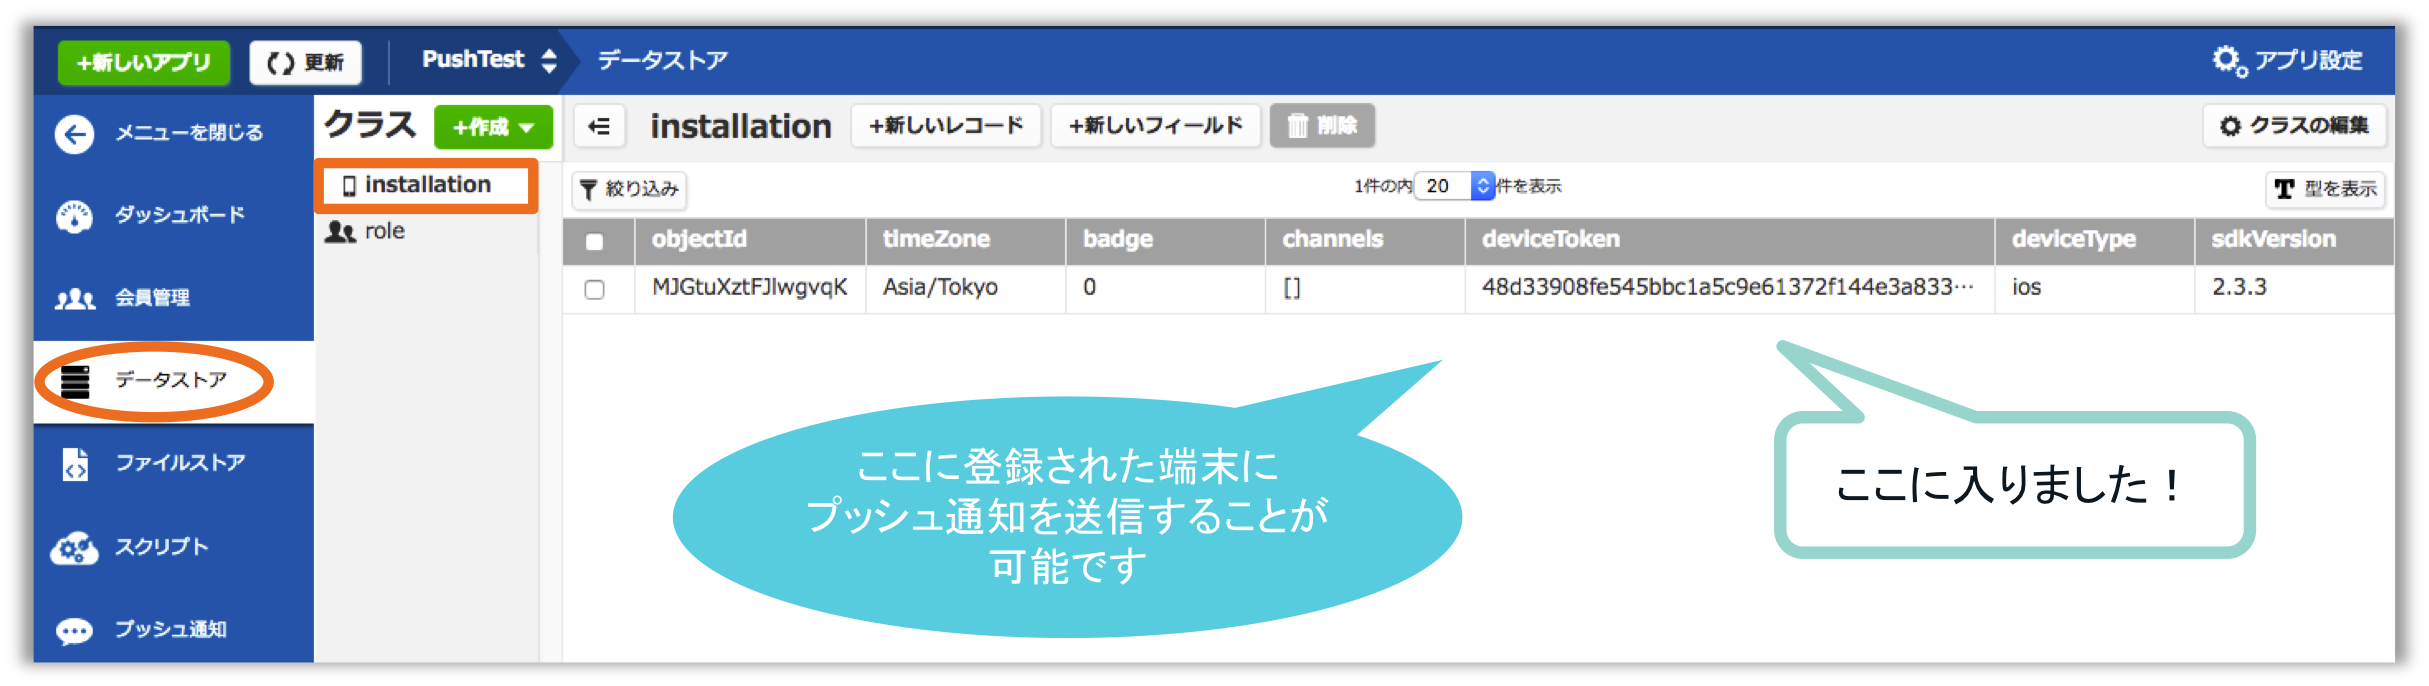 +新しいアプリ 更新 PushTest データストア アプリ設定
メニューを閉じる クラス +作成 installation +新しいレコード +新しいフィールド 削除 クラスの編集
installation 絞り込み 1件の内 20 件を表示 T 型を表示
ダッシュボード role
objectId timeZone badge channels deviceToken deviceType sdkVersion
MJGtuXztFJlwgvqK Asia/Tokyo 0 [] 48d33908fe545bbc1a5c9e61372f144e3a833… ios 2.3.3
会員管理
データストア
ファイルストア
スクリプト
プッシュ通知
ここに登録された端末に
プッシュ通知を送信することが
可能です
ここに入りました！